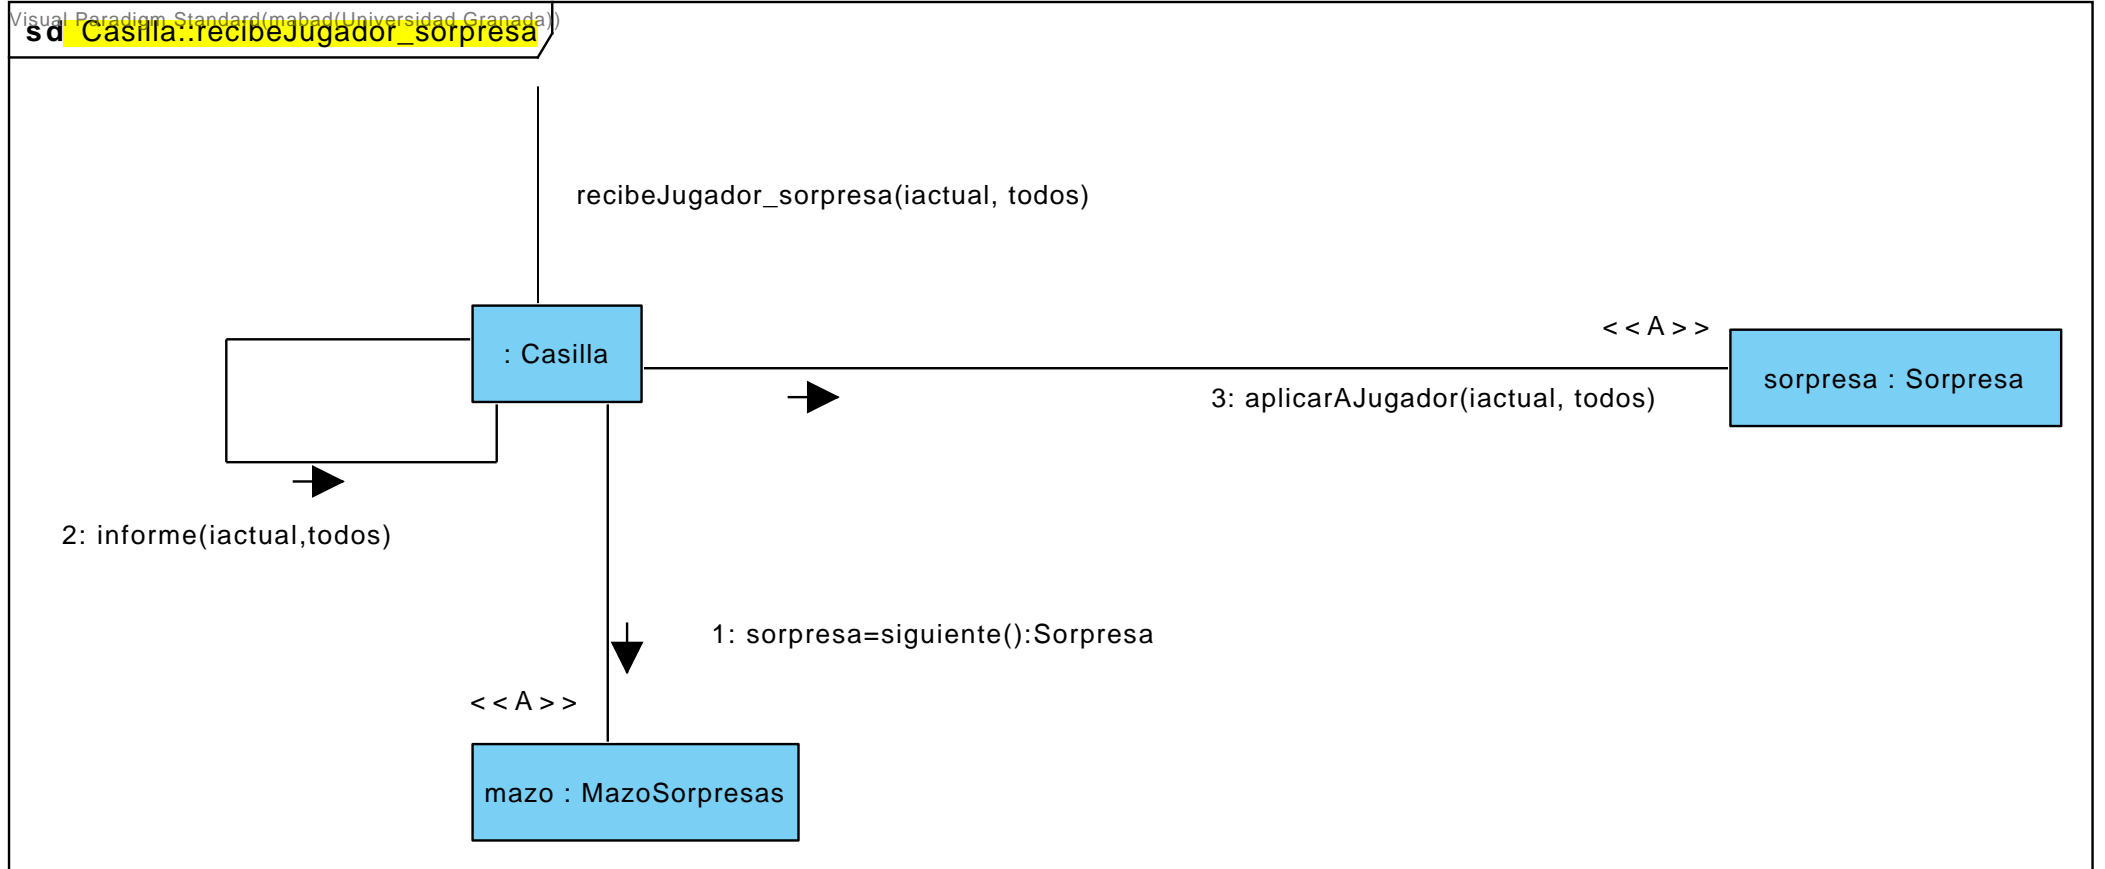 Visual Paradigm Standard(mabad(Universidad Granada))
sd Casilla::recibeJugador_sorpresa
recibeJugador_sorpresa(iactual, todos)
<<A>>
: Casilla
sorpresa : Sorpresa
3: aplicarAJugador(iactual, todos)
2: informe(iactual,todos)
1: sorpresa=siguiente():Sorpresa
<<A>>
mazo : MazoSorpresas